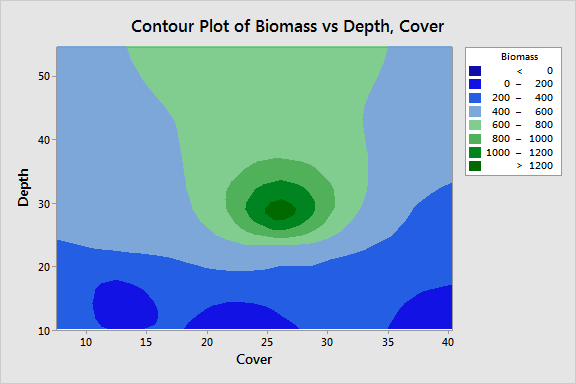 Contour Plot of Biomass vs Depth, Cover
Biomass
< 0
0 – 200
200 – 400
400 – 600
600 – 800
800 – 1000
1000 – 1200
> 1200
50
40
30
20
10
Depth
10 15 20 25 30 35 40
Cover